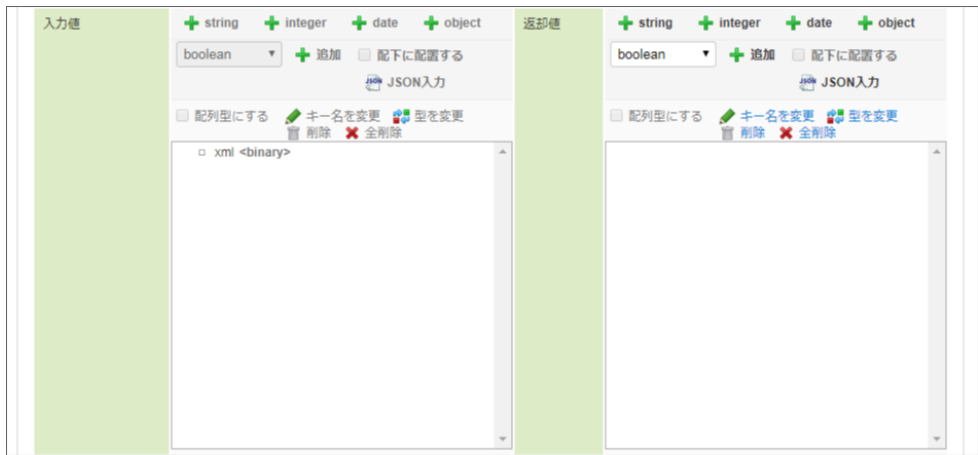 入力値
string integer date object
boolean 追加 配下に配置する
JSON入力
配列型にする キー名を変更 型を変更
削除 全削除
xml <binary>
返却値
string integer date object
boolean 追加 配下に配置する
JSON入力
配列型にする キー名を変更 型を変更
削除 全削除